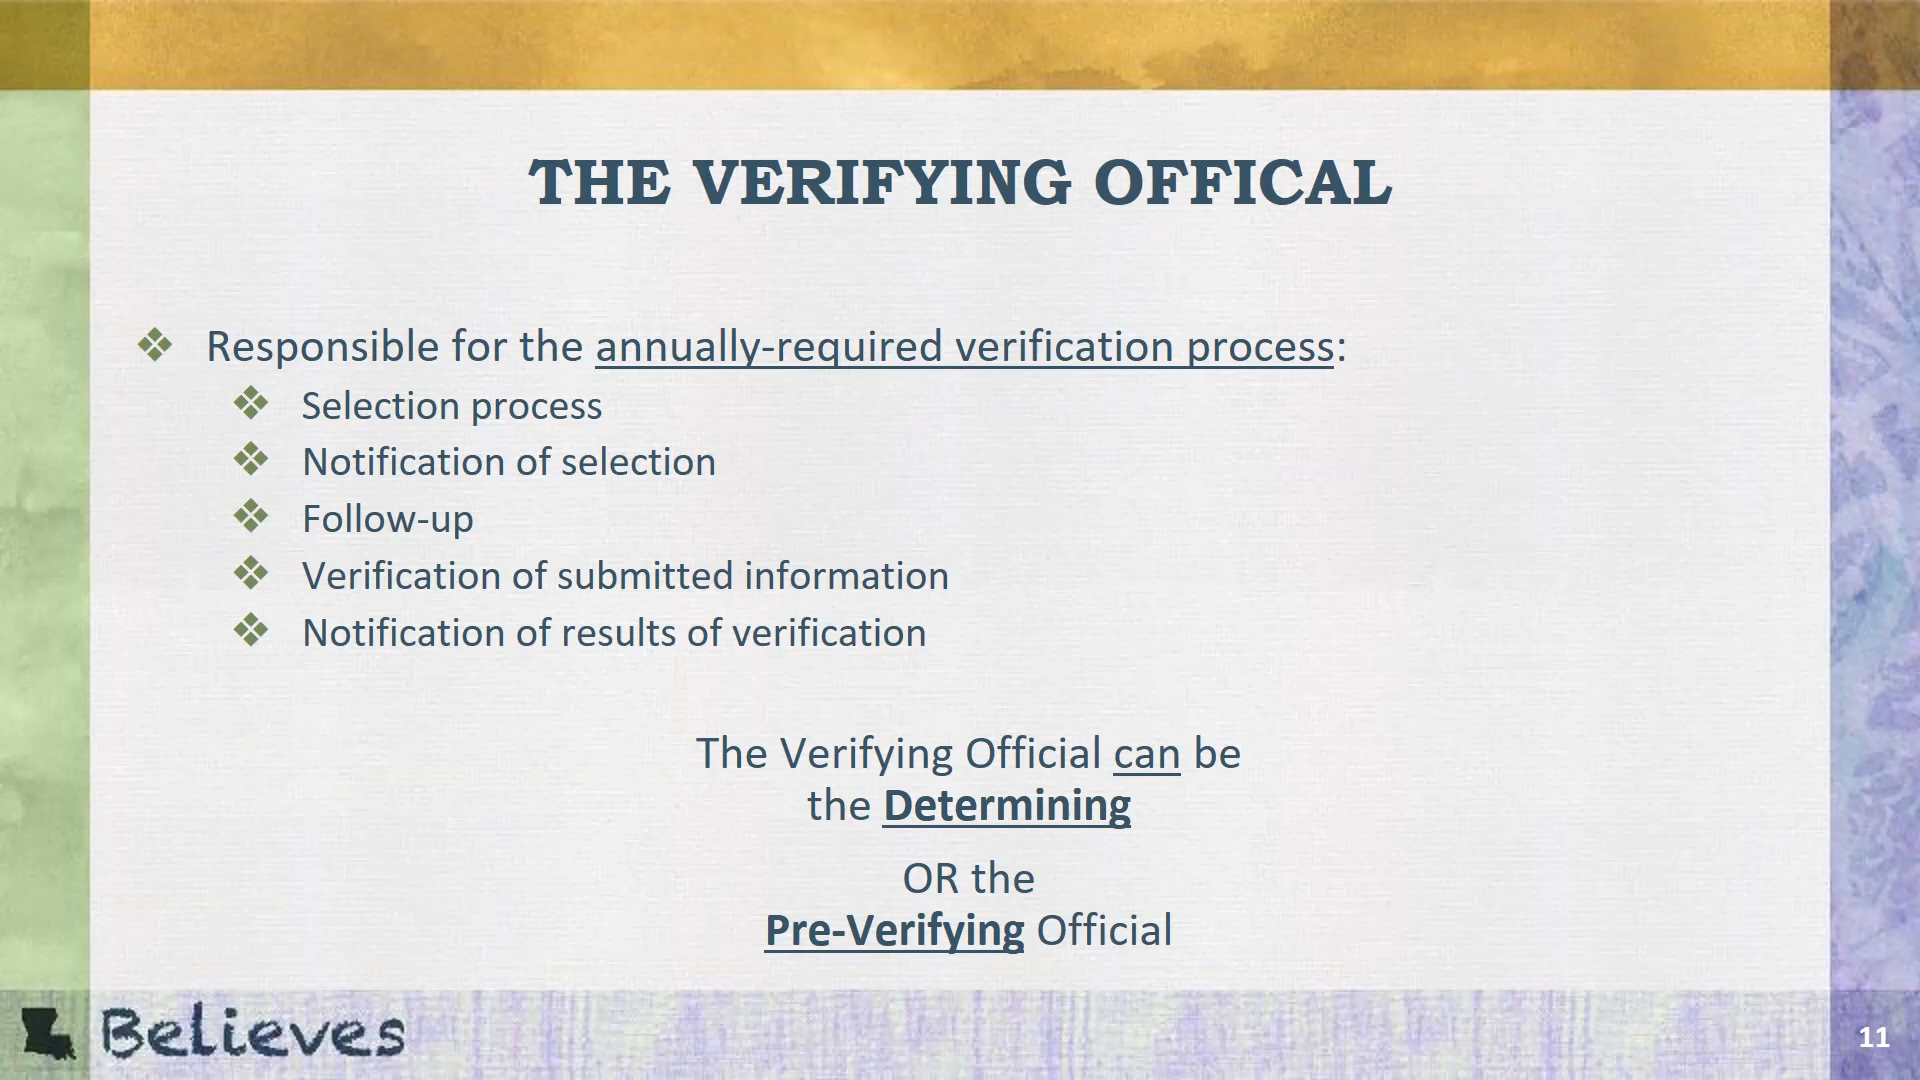 THE VERIFYING OFFICAL
Responsible for the annually-required verification process:
Selection process
Notification of selection
Follow-up
Verification of submitted information
Notification of results of verification
The Verifying Official can be
the Determining
OR the
Pre-Verifying Official
Believes
11